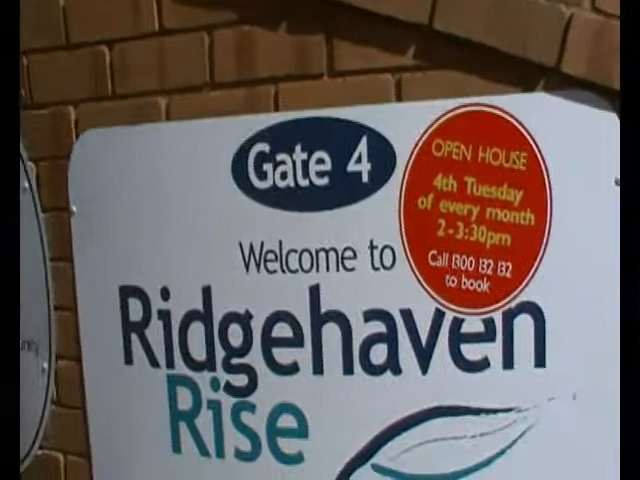 Gate 4
OPEN HOUSE
4th Tuesday
of every month
2-3:30pm
Call 1300 132 132
to book
Welcome to
Ridgehaven
Rise